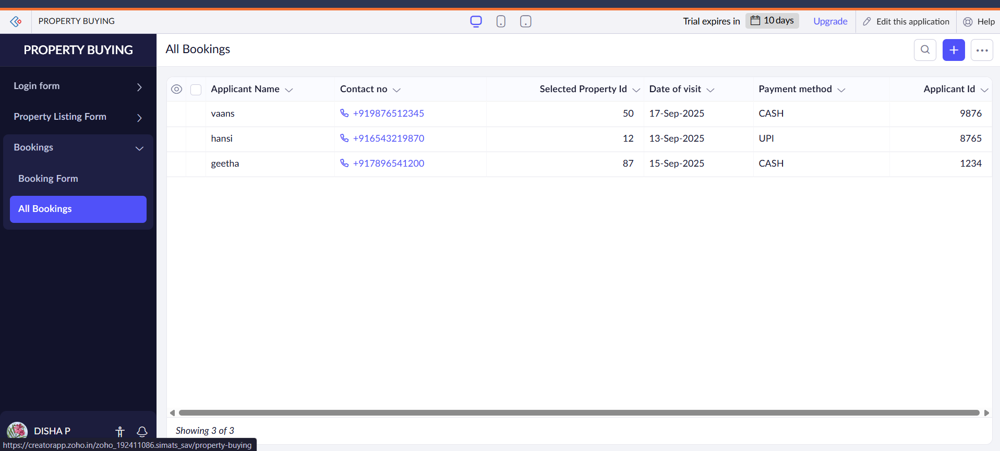 PROPERTY BUYING
Trial expires in 10 days Upgrade Edit this application Help
PROPERTY BUYING
Login form
Property Listing Form
Bookings
Booking Form
All Bookings
All Bookings
Applicant Name Contact no Selected Property Id Date of visit Payment method Applicant Id
vaans +919876512345 50 17-Sep-2025 CASH 9876
hansi +916543219870 12 13-Sep-2025 UPI 8765
geetha +917896541200 87 15-Sep-2025 CASH 1234
Showing 3 of 3
DISHA P
https://creatorapp.zoho.in/zoho_192411086.simats_sav/property-buying